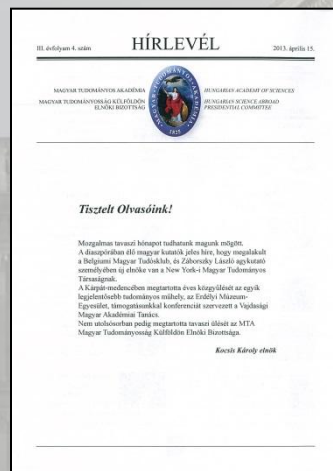 III. évfolyam 4. szám HÍRLEVÉL 2013. április 15.
MAGYAR TUDOMÁNYOS AKADÉMIA
MAGYAR TUDOMÁNYOSSÁG KÜLFÖLDÖN
ELNÖKI BIZOTTSÁG
MAGYAR TUDOMÁNYOS AKADÉMIA
1825
HUNGARIAN ACADEMY OF SCIENCES
HUNGARIAN SCIENCE ABROAD
PRESIDENTIAL COMMITTEE
Tisztelt Olvasóink!
Mozgalmas tavaszi hónapot tudhatunk magunk mögött.
A diaszpórában élő magyar kutatók jeles híre, hogy megalakult
a Belgiumi Magyar Tudósklub, és Záborszky László agykutató
személyében új elnöke van a New York-i Magyar Tudományos
Társaságnak.
A Kárpát-medencében megtartotta éves közgyűlését az egyik
legjelentősebb tudományos műhely, az Erdélyi Múzeum-
Egyesület, támogatásunkkal konferenciát szervezett a Vajdasági
Magyar Akadémiai Tanács.
Nem utolsósorban pedig megtartotta tavaszi ülését az MTA
Magyar Tudományosság Külföldön Elnöki Bizottsága.
Kocsis Károly elnök